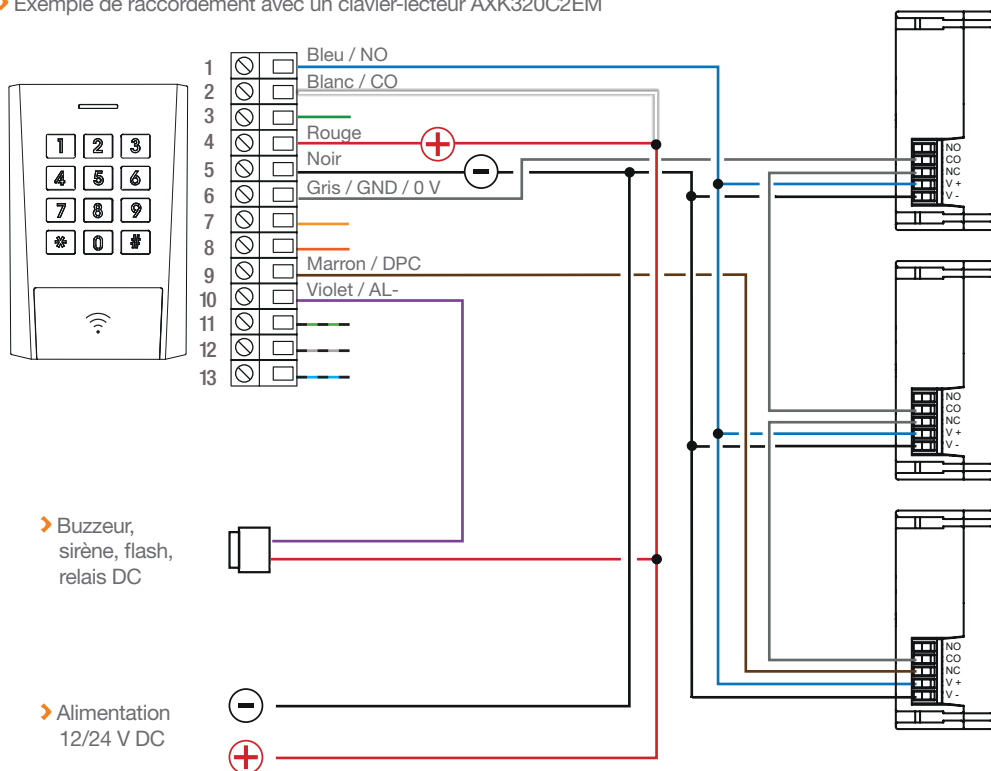 Exemple de raccordement avec un clavier-lecteur AXK320C2EM
1 Bleu / NO
2 Blanc / CO
3
4 Rouge
5 Noir
6 Gris / GND / 0 V
7
8
9 Marron / DPC
10 Violet / AL-
11
12
13
1 2 3
4 5 6
7 8 9
* 0 #
+
-
NO
CO
NC
V +
V -
NO
CO
NC
V +
V -
NO
CO
NC
V +
V -
Buzzeur,
sirène, flash,
relais DC
Alimentation
12/24 V DC
-
+